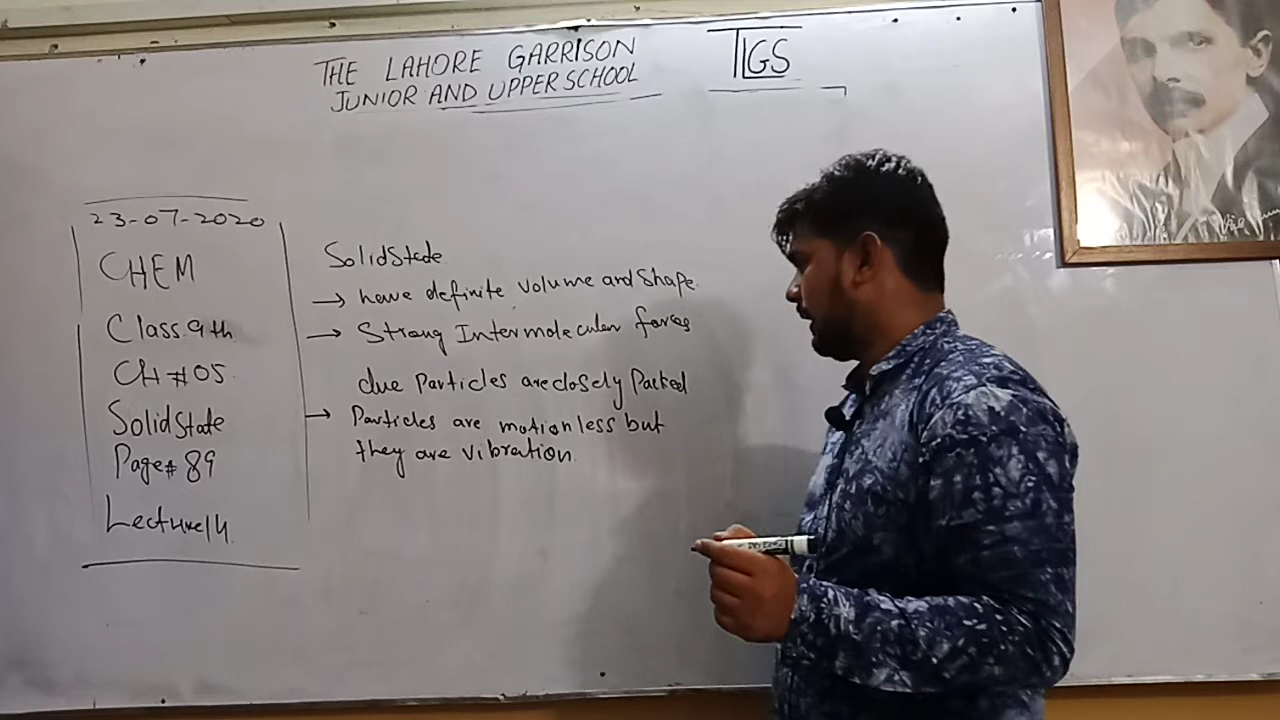 THE LAHORE GARRISON
JUNIOR AND UPPER SCHOOL
TLGS
23-07-2020
CHEM
Class 9th
CH #05
Solid State
Page# 89
Lecture 14
Solid State
→ have definite volume and shape.
→ Strong Intermolecular forces
due Particles are closely Packed
→ Particles are motionless but
they are vibration.